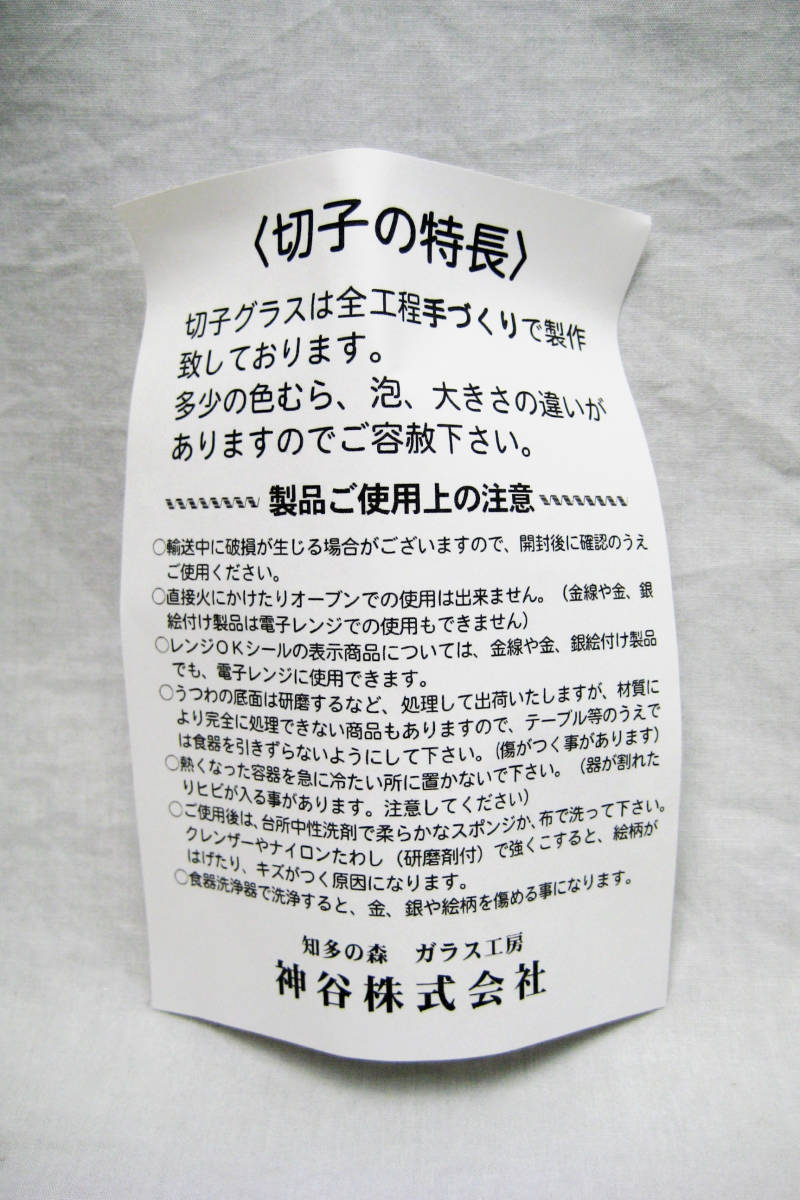 〈切子の特長〉
切子グラスは全工程手づくりで製作
致しております。
多少の色むら、泡、大きさの違いが
ありますのでご容赦下さい。
製品ご使用上の注意
○輸送中に破損が生じる場合がございますので、開封後に確認のうえ
ご使用ください。
○直接火にかけたりオーブンでの使用は出来ません。（金線や金、銀
絵付け製品は電子レンジでの使用もできません）
○レンジOKシールの表示商品については、金線や金、銀絵付け製品
でも、電子レンジに使用できます。
○うつわの底面は研磨するなど、処理して出荷いたしますが、材質に
より完全に処理できない商品もありますので、テーブル等のうえで
は食器を引きずらないようにして下さい。（傷がつく事があります）
○熱くなった容器を急に冷たい所に置かないで下さい。（器が割れた
りヒビが入る事があります。注意してください）
○ご使用後は、台所中性洗剤で柔らかなスポンジか、布で洗って下さい。
クレンザーやナイロンたわし（研磨剤付）で強くこすると、絵柄が
はげたり、キズがつく原因になります。
○食器洗浄器で洗浄すると、金、銀や絵柄を傷める事になります。
知多の森　ガラス工房
神谷株式会社